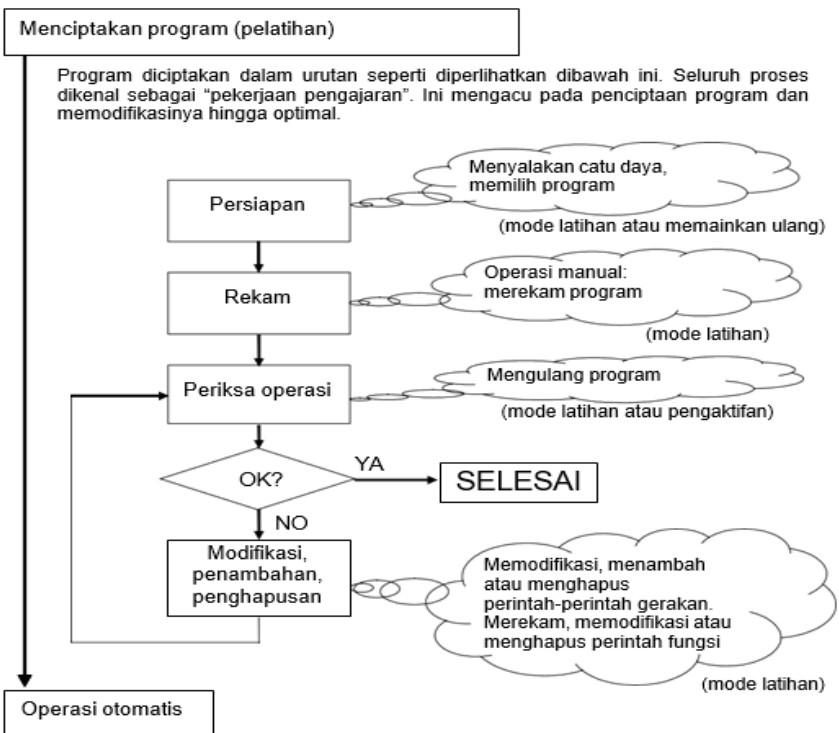 Menciptakan program (pelatihan)
Program diciptakan dalam urutan seperti diperlihatkan dibawah ini. Seluruh proses
dikenal sebagai “pekerjaan pengajaran”. Ini mengacu pada penciptaan program dan
memodifikasinya hingga optimal.
Persiapan
Menyalakan catu daya,
memilih program
(mode latihan atau memainkan ulang)
Rekam
Operasi manual:
merekam program
(mode latihan)
Periksa operasi
Mengulang program
(mode latihan atau pengaktifan)
OK?
YA
SELESAI
NO
Modifikasi,
penambahan,
penghapusan
Memodifikasi, menambah
atau menghapus
perintah-perintah gerakan.
Merekam, memodifikasi atau
menghapus perintah fungsi
(mode latihan)
Operasi otomatis